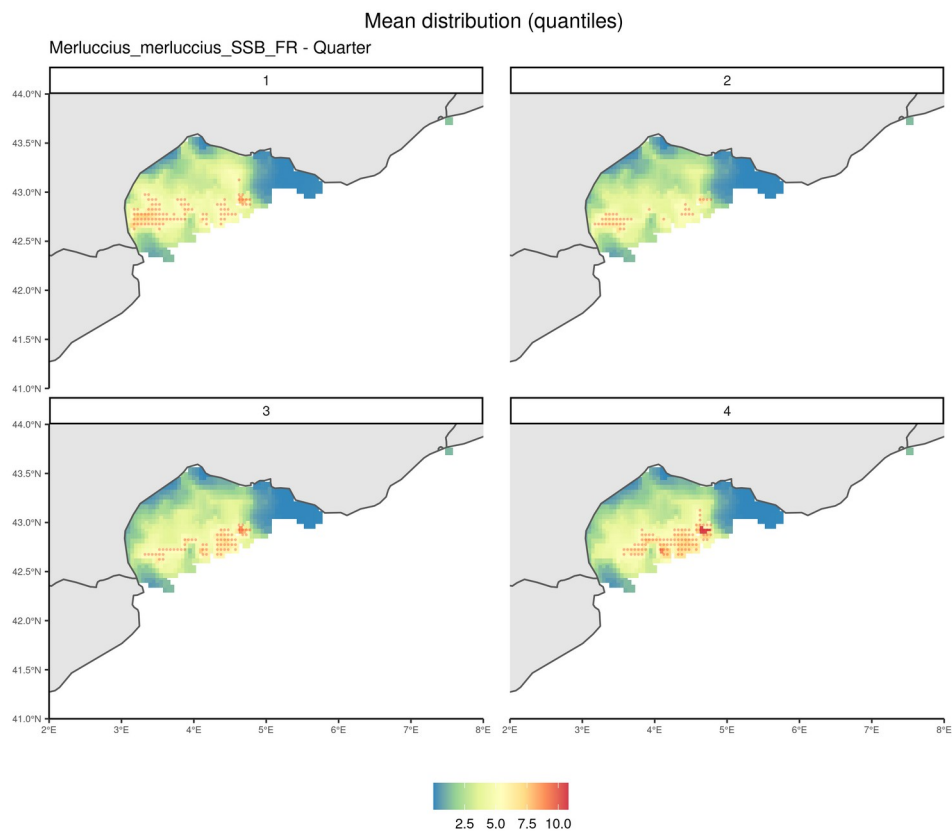 Mean distribution (quantiles)
Merluccius_merluccius_SSB_FR - Quarter
1
2
44.0°N
43.5°N
43.0°N
42.5°N
42.0°N
41.5°N
41.0°N
3
4
44.0°N
43.5°N
43.0°N
42.5°N
42.0°N
41.5°N
41.0°N
2°E 3°E 4°E 5°E 6°E 7°E 8°E 2°E 3°E 4°E 5°E 6°E 7°E 8°E
2.5 5.0 7.5 10.0